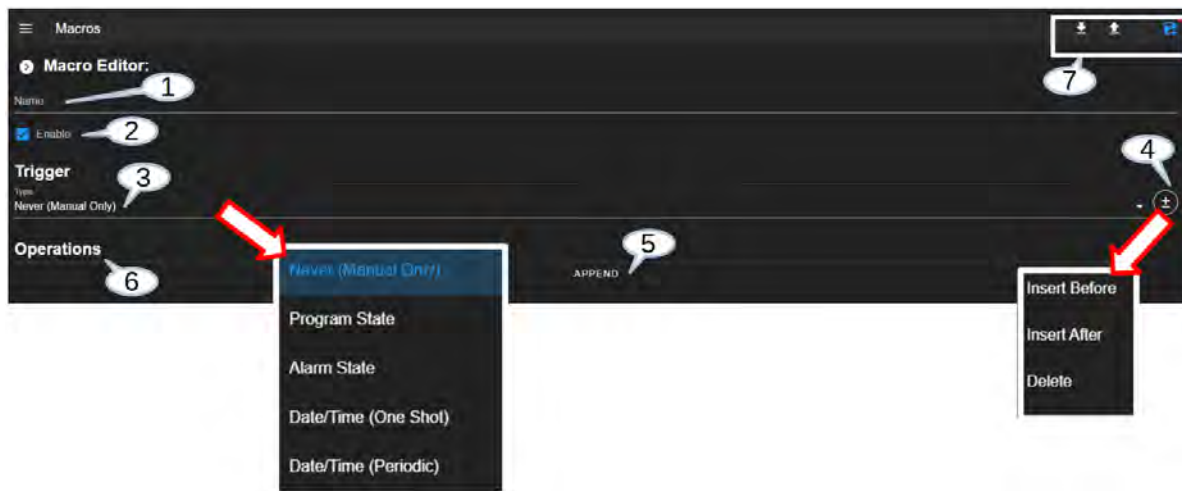 Macros
7
Macro Editor:
1
Name
Enable
2
4
Trigger
3
Type
Never (Manual Only)
±
Operations
5
6
APPEND
Never (Manual Only)
Program State
Alarm State
Date/Time (One Shot)
Date/Time (Periodic)
Insert Before
Insert After
Delete